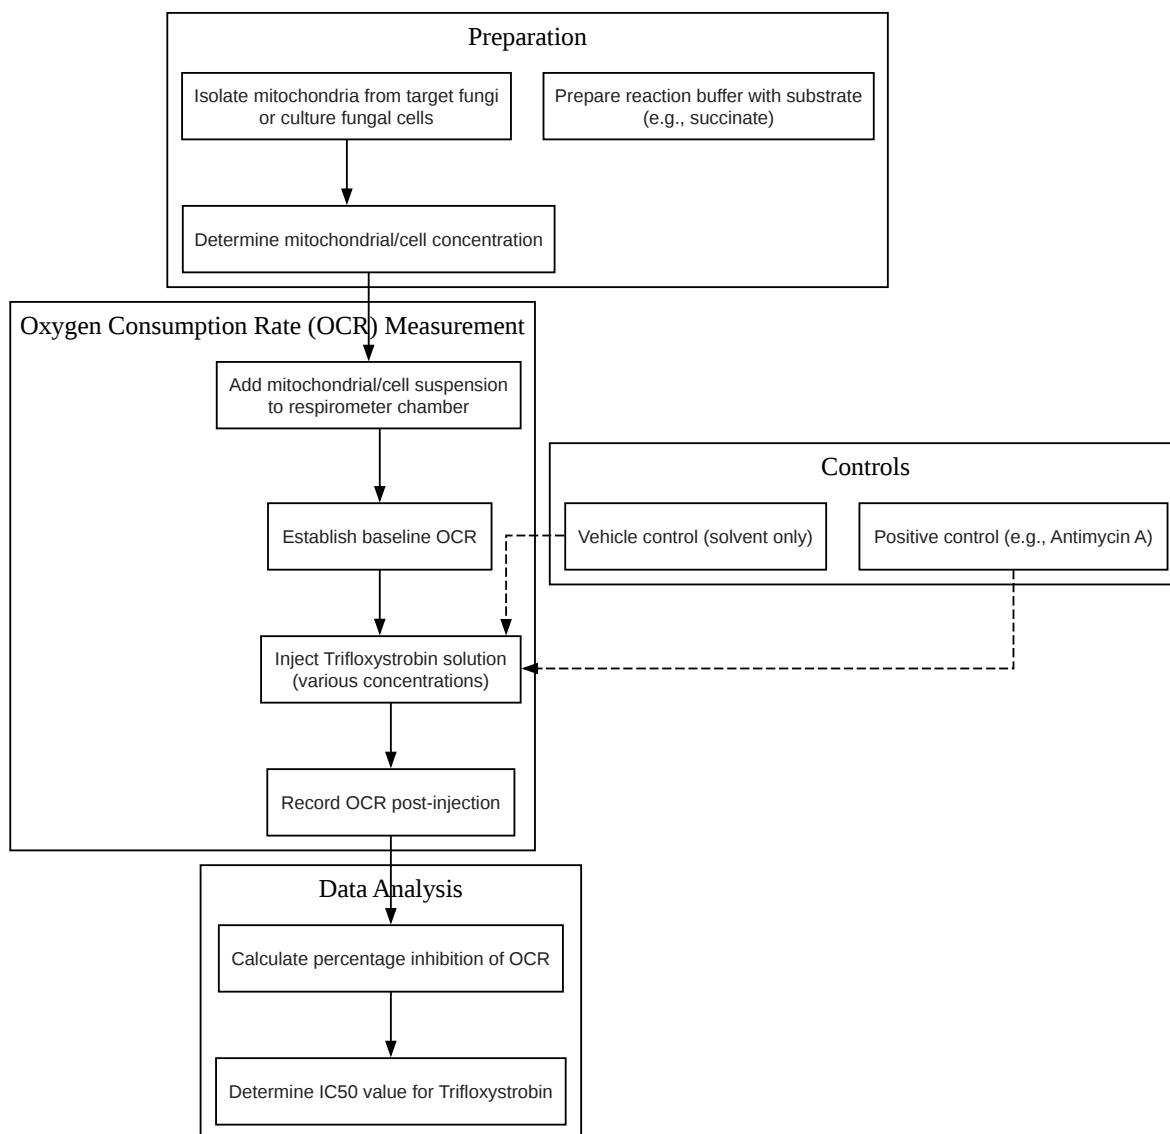 Preparation
Isolate mitochondria from target fungi
or culture fungal cells
Prepare reaction buffer with substrate
(e.g., succinate)
Determine mitochondrial/cell concentration
Oxygen Consumption Rate (OCR) Measurement
Add mitochondrial/cell suspension
to respirometer chamber
Controls
Establish baseline OCR
Vehicle control (solvent only)
Positive control (e.g., Antimycin A)
Inject Trifloxystrobin solution
(various concentrations)
Record OCR post-injection
Data Analysis
Calculate percentage inhibition of OCR
Determine IC50 value for Trifloxystrobin